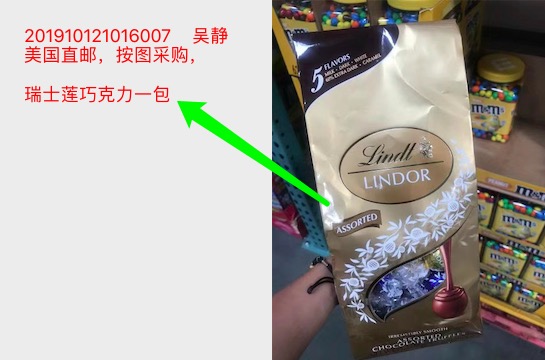 201910121016007 吴静
美国直邮，按图采购，
瑞士莲巧克力一包
5 FLAVORS
MILK · DARK · WHITE
60% EXTRA DARK · CARAMEL
Lindt
LINDOR
ASSORTED
IRRESISTIBLY SMOOTH
ASSORTED
CHOCOLATE TRUFFLES
m&m's
m&m's
m&m's
m&m's